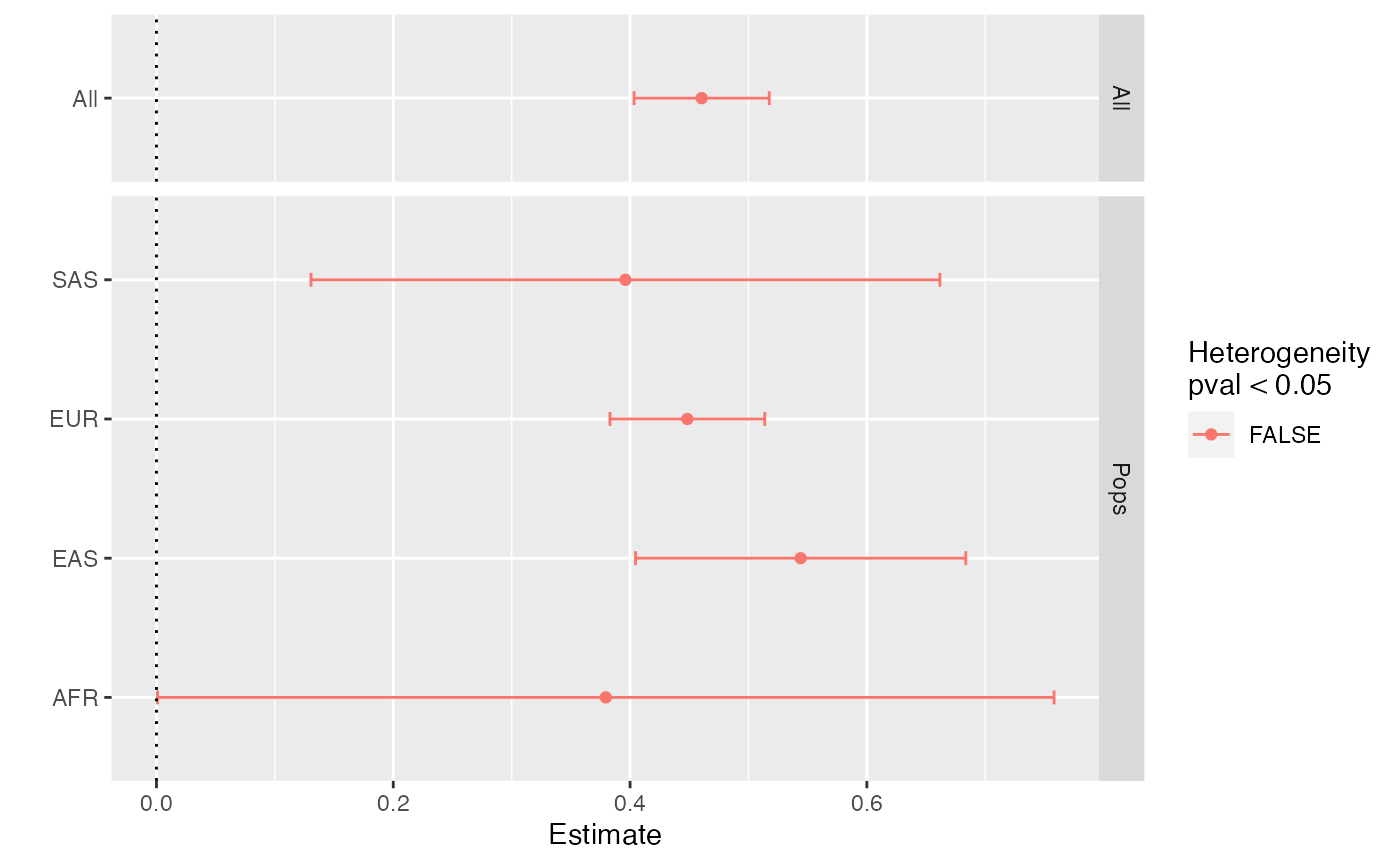 All
All
SAS
EUR
EAS
AFR
Pops
0.0 0.2 0.4 0.6
Estimate
Heterogeneity
pval < 0.05
FALSE